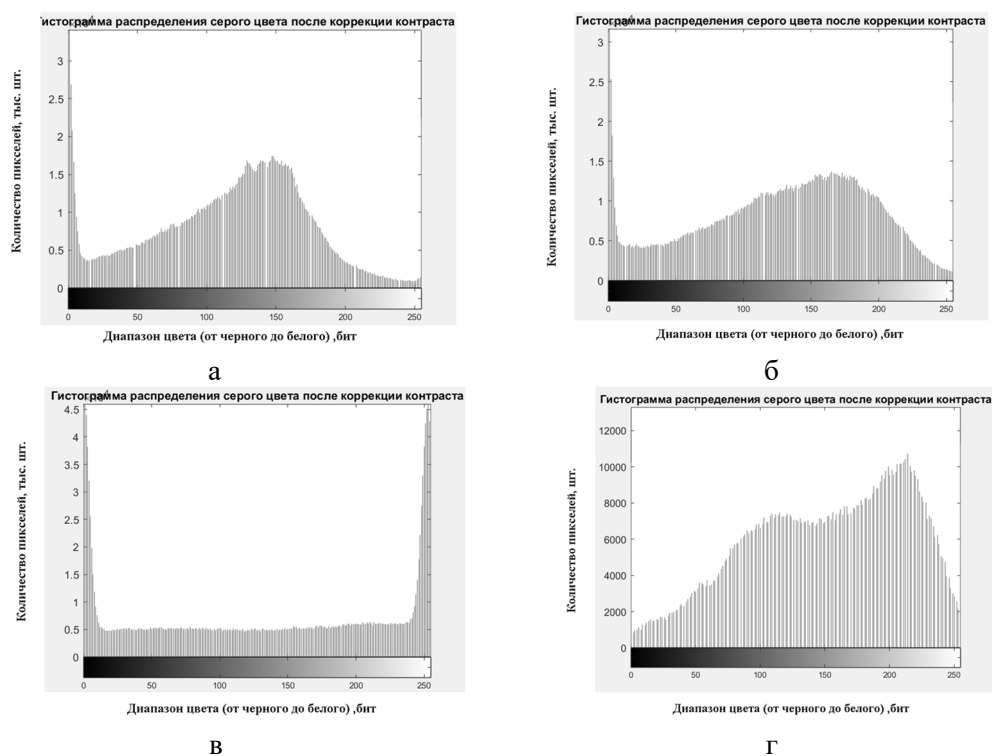 Гистограмма распределения серого цвета после коррекции контраста
Количество пикселей, тыс. шт.
3
2.5
2
1.5
1
0.5
0
0 50 100 150 200 250
Диапазон цвета (от черного до белого) ,бит
а
Гистограмма распределения серого цвета после коррекции контраста
Количество пикселей, тыс. шт.
3
2.5
2
1.5
1
0.5
0
0 50 100 150 200 250
Диапазон цвета (от черного до белого) ,бит
б
Гистограмма распределения серого цвета после коррекции контраста
Количество пикселей, тыс. шт.
4.5
4
3.5
3
2.5
2
1.5
1
0.5
0
0 50 100 150 200 250
Диапазон цвета (от черного до белого) ,бит
в
Гистограмма распределения серого цвета после коррекции контраста
Количество пикселей, шт.
12000
10000
8000
6000
4000
2000
0
0 50 100 150 200 250
Диапазон цвета (от черного до белого) ,бит
г